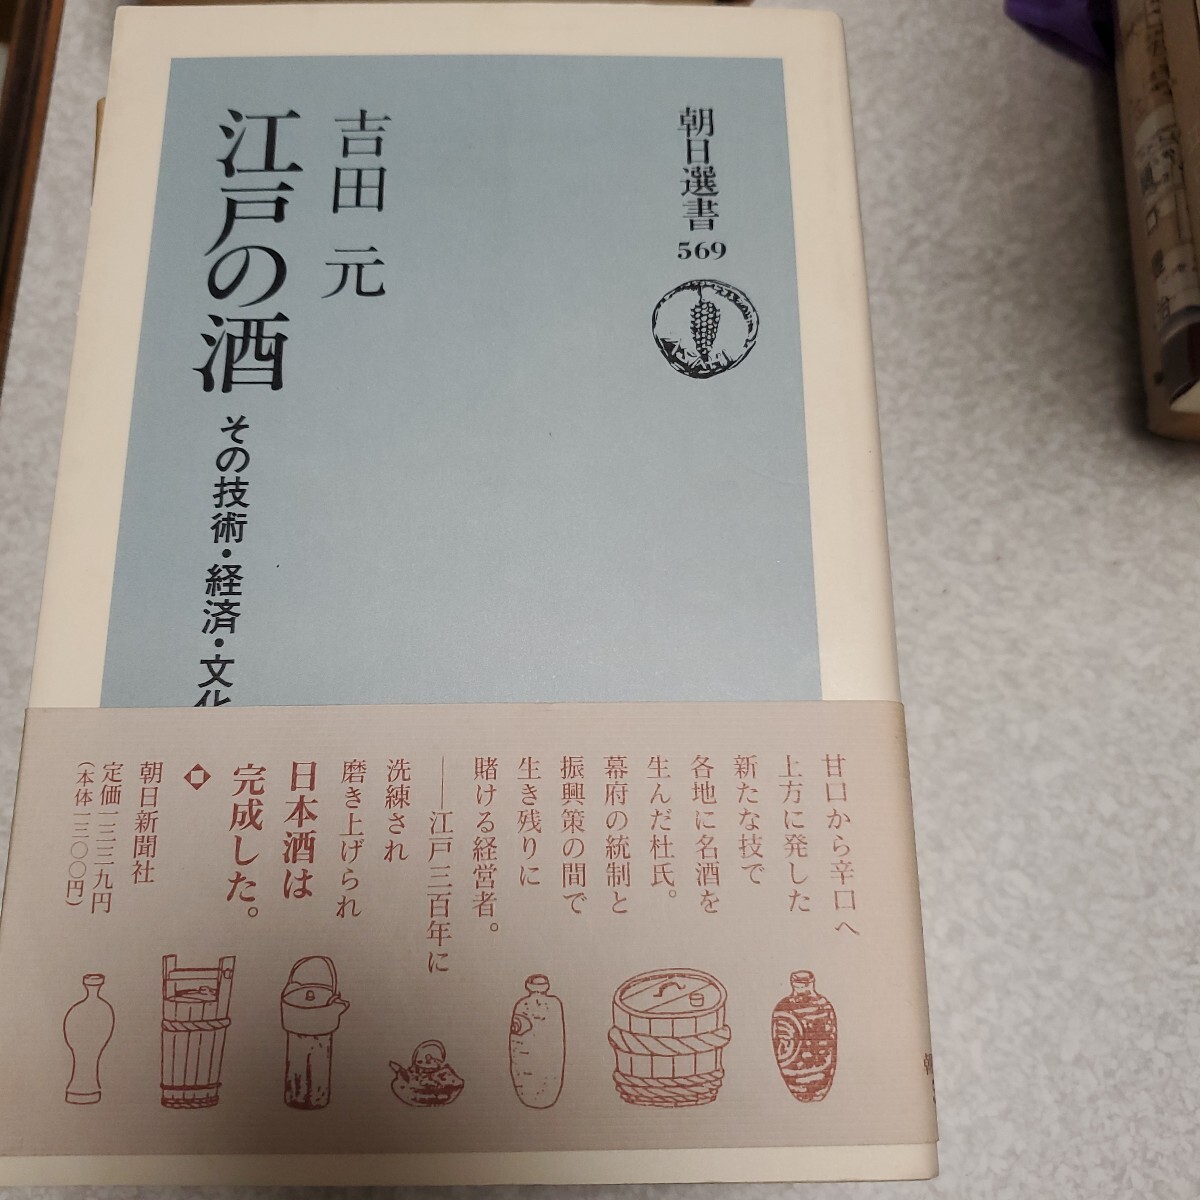 朝日選書
569
吉田 元
江戸の酒
その技術・経済・文化
甘口から辛口へ
上方に発した
新たな技で
各地に名酒を
生んだ杜氏。
幕府の統制と
振興策の間で
生き残りに
賭ける経営者。
――江戸三百年に
洗練され
磨き上げられ
日本酒は
完成した。
朝日新聞社
定価一三三九円
（本体一三〇〇円）